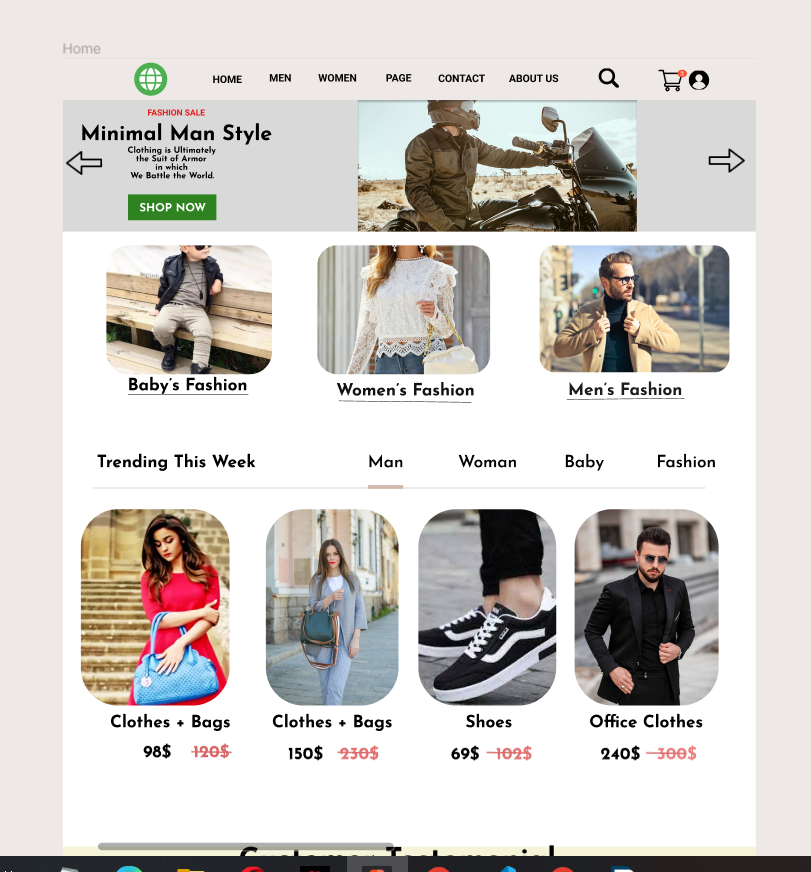 Home
HOME MEN WOMEN PAGE CONTACT ABOUT US
FASHION SALE
Minimal Man Style
Clothing is Ultimately
the Suit of Armor
in which
We Battle the World.
SHOP NOW
Baby's Fashion Women's Fashion Men's Fashion
Trending This Week Man Woman Baby Fashion
Clothes + Bags Clothes + Bags Shoes Office Clothes
98$ 120$ 150$ 230$ 69$ 102$ 240$ 300$
Customer Testomonial